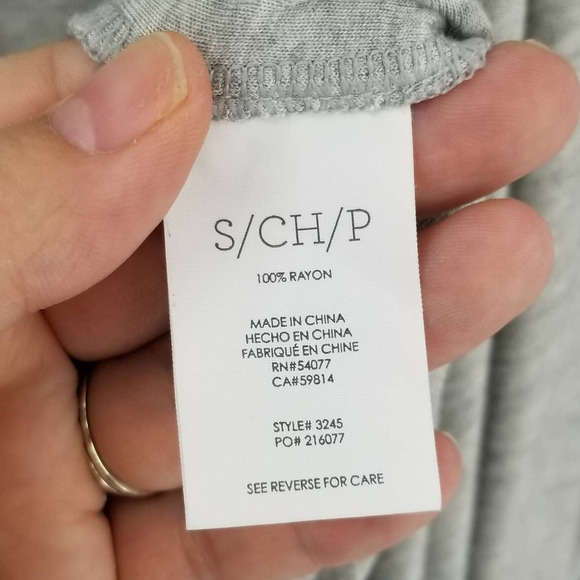 S/CH/P
100% RAYON
MADE IN CHINA
HECHO EN CHINA
FABRIQUÉ EN CHINE
RN#54077
CA#59814
STYLE# 3245
PO# 216077
SEE REVERSE FOR CARE